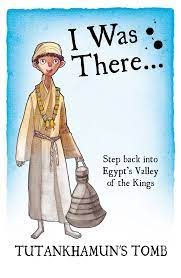 I Was
There...
Step back into
Egypt's Valley
of the Kings
TUTANKHAMUN'S TOMB